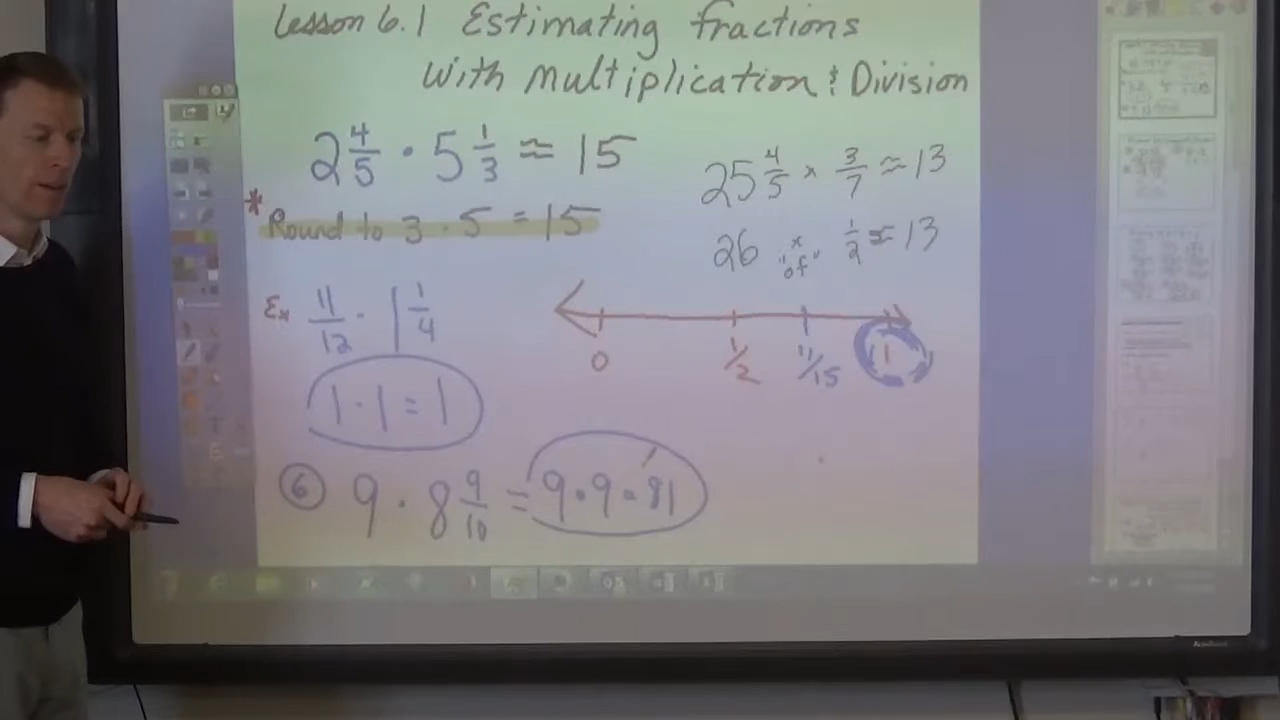 Lesson 6.1 Estimating fractions
With Multiplication & Division
2 4/5 · 5 1/3 ≈ 15
* Round to 3 · 5 = 15
25 4/5 × 3/7 ≈ 13
26 × "of" 1/2 ≈ 13
Ex 11/12 · 1 1/4
0 1/2 11/15 1
1 · 1 = 1
6 9 · 8 9/10 = 9 · 9 = 81